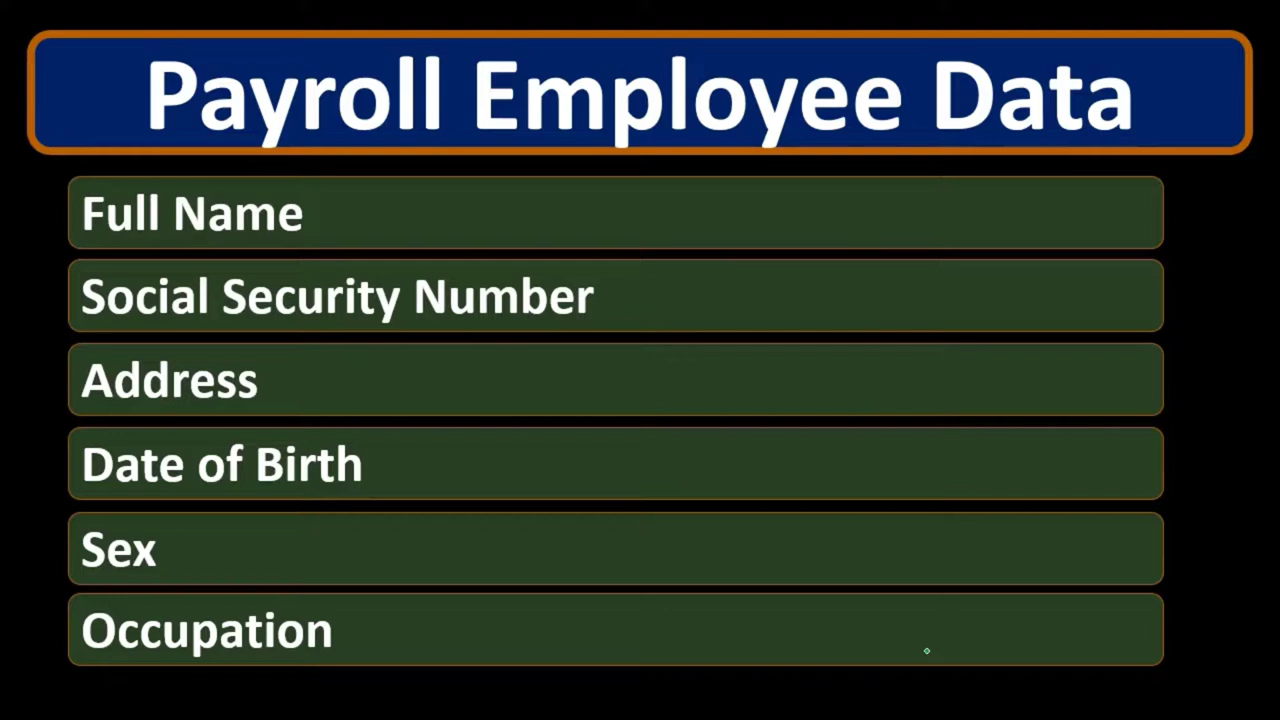 Payroll Employee Data
Full Name
Social Security Number
Address
Date of Birth
Sex
Occupation